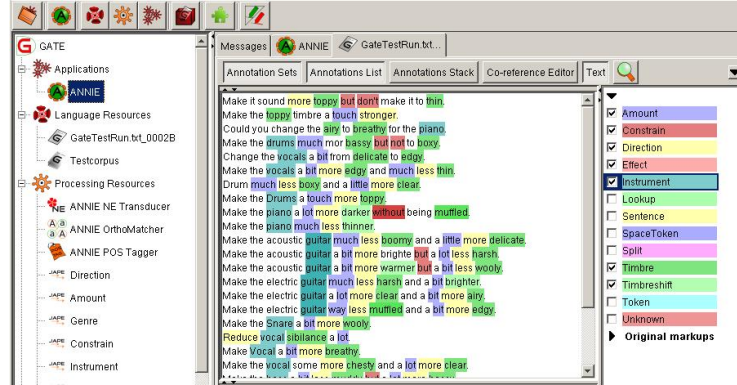 GATE
Applications
ANNIE
Language Resources
GateTestRun.txt_0002B
Testcorpus
Processing Resources
ANNIE NE Transducer
ANNIE OrthoMatcher
ANNIE POS Tagger
Direction
Amount
Genre
Constrain
Instrument
Messages ANNIE GateTestRun.txt...
Annotation Sets Annotations List Annotations Stack Co-reference Editor Text
Make it sound more toppy but don't make it to thin.
Make the toppy timbre a touch stronger.
Could you change the airy to breathy for the piano.
Make the drums much mor bassy but not to boxy.
Change the vocals a bit from delicate to edgy.
Make the vocals a bit more edgy and much less thin.
Drum much less boxy and a little more clear.
Make the Drums a touch more toppy.
Make the piano a lot more darker without being muffled.
Make the piano much less thinner.
Make the acoustic guitar much less boomy and a little more delicate.
Make the acoustic guitar a bit more brighte but a lot less harsh.
Make the acoustic guitar a bit more warmer but a bit less wooly.
Make the electric guitar much less harsh and a bit brighter.
Make the electric guitar a lot more clear and a bit more airy.
Make the electric guitar way less muffled and a bit more edgy.
Make the Snare a bit more wooly.
Reduce vocal sibilance a lot.
Make Vocal a bit more breathy.
Make the vocal some more chesty and a lot more clear.
Amount
Constrain
Direction
Effect
Instrument
Lookup
Sentence
SpaceToken
Split
Timbre
Timbreshift
Token
Unknown
Original markups